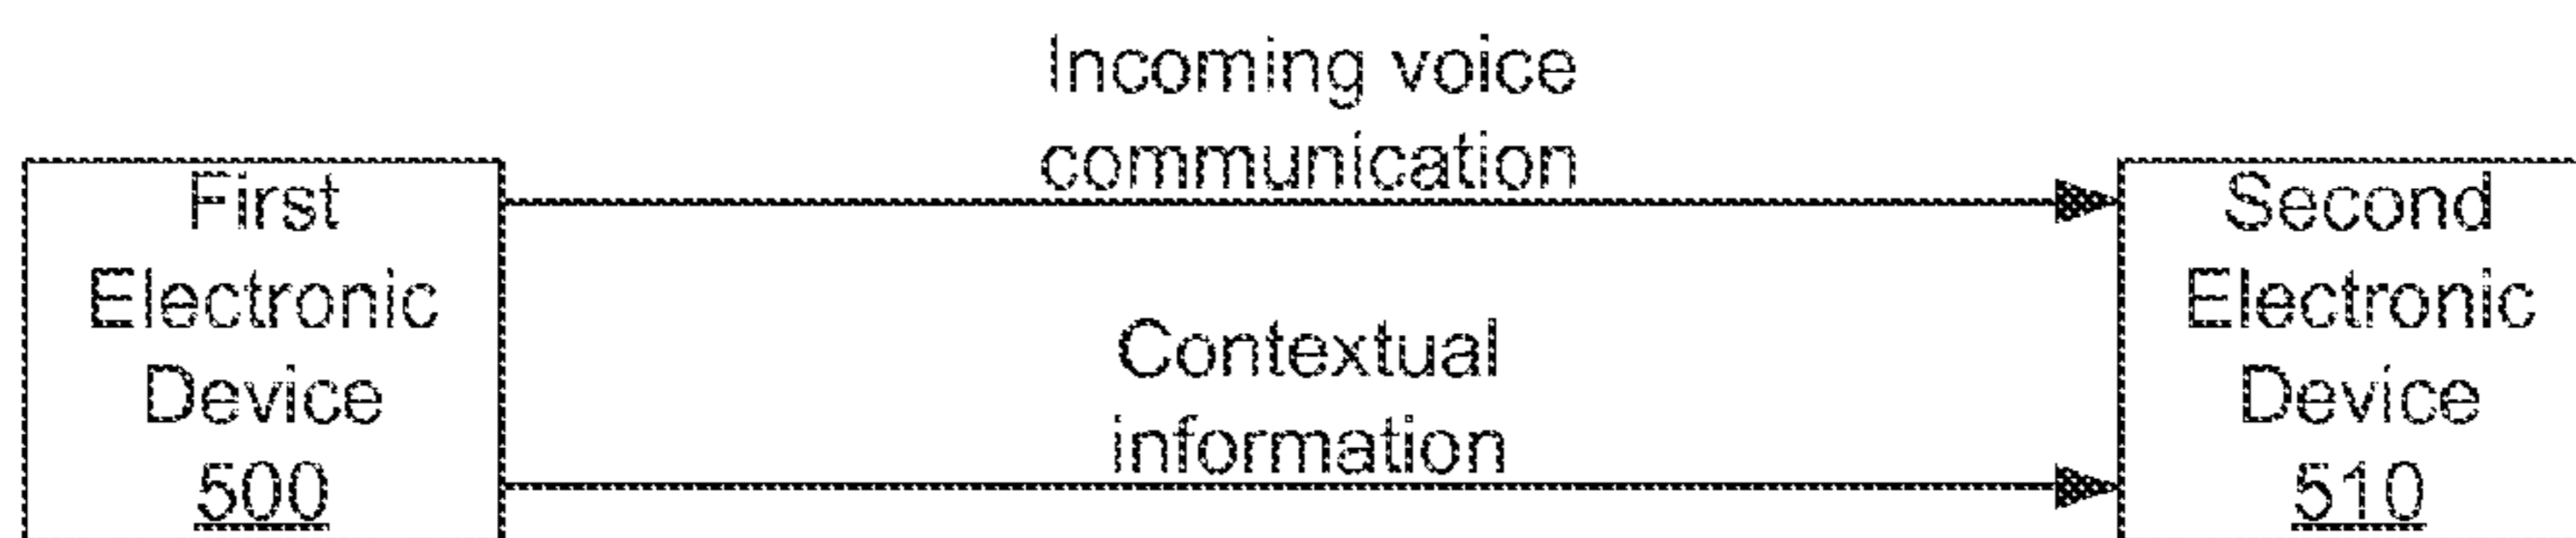 Incoming voice
communication
First
Electronic
Device
500
Contextual
information
Second
Electronic
Device
510